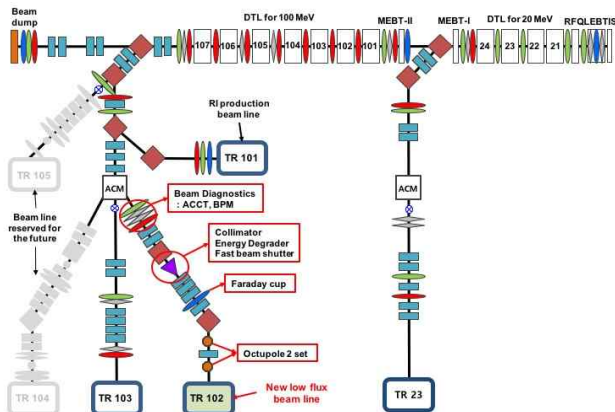 Beam
dump
DTL for 100 MeV
MEBT-II
MEBT-I
DTL for 20 MeV
RFQLEBTIS
107
106
105
104
103
102
101
24
23
22
21
RI production
beam line
TR 101
TR 105
ACM
ACM
Beam Diagnostics
: ACCT, BPM
Beam line
reserved for
the future
Collimator
Energy Degrader
Fast beam shutter
Faraday cup
Octupole 2 set
New low flux
beam line
TR 104
TR 103
TR 102
TR 23